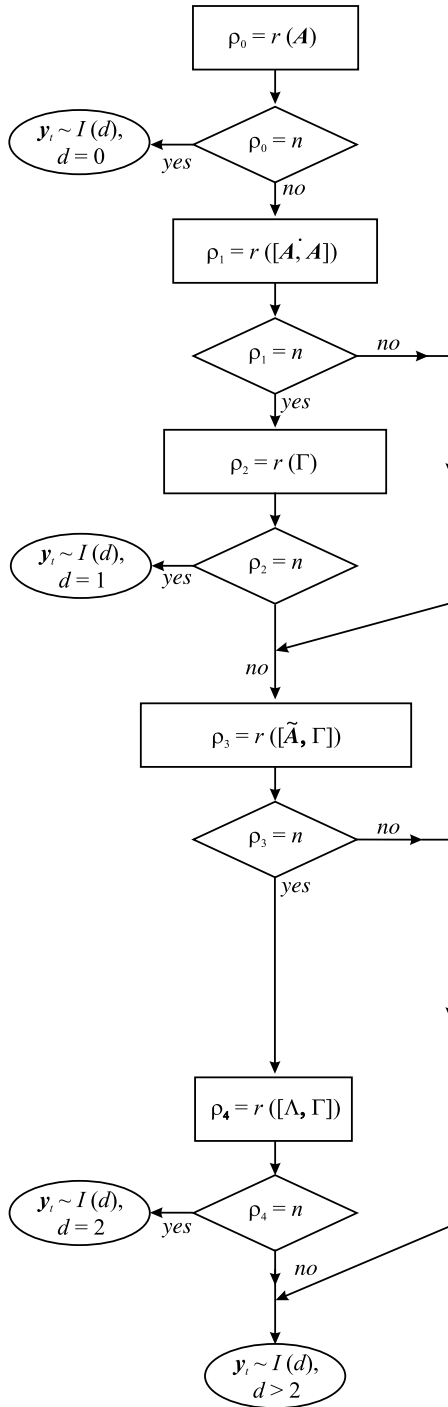 ρ₀ = r (A)
yₜ ~ I (d),
d = 0
yes
ρ₀ = n
no
ρ₁ = r ([Ȧ, A])
ρ₁ = n
no
yes
ρ₂ = r (Γ)
yₜ ~ I (d),
d = 1
yes
ρ₂ = n
no
ρ₃ = r ([Ã, Γ])
ρ₃ = n
no
yes
ρ₄ = r ([Λ, Γ])
yₜ ~ I (d),
d = 2
yes
ρ₄ = n
no
yₜ ~ I (d),
d > 2